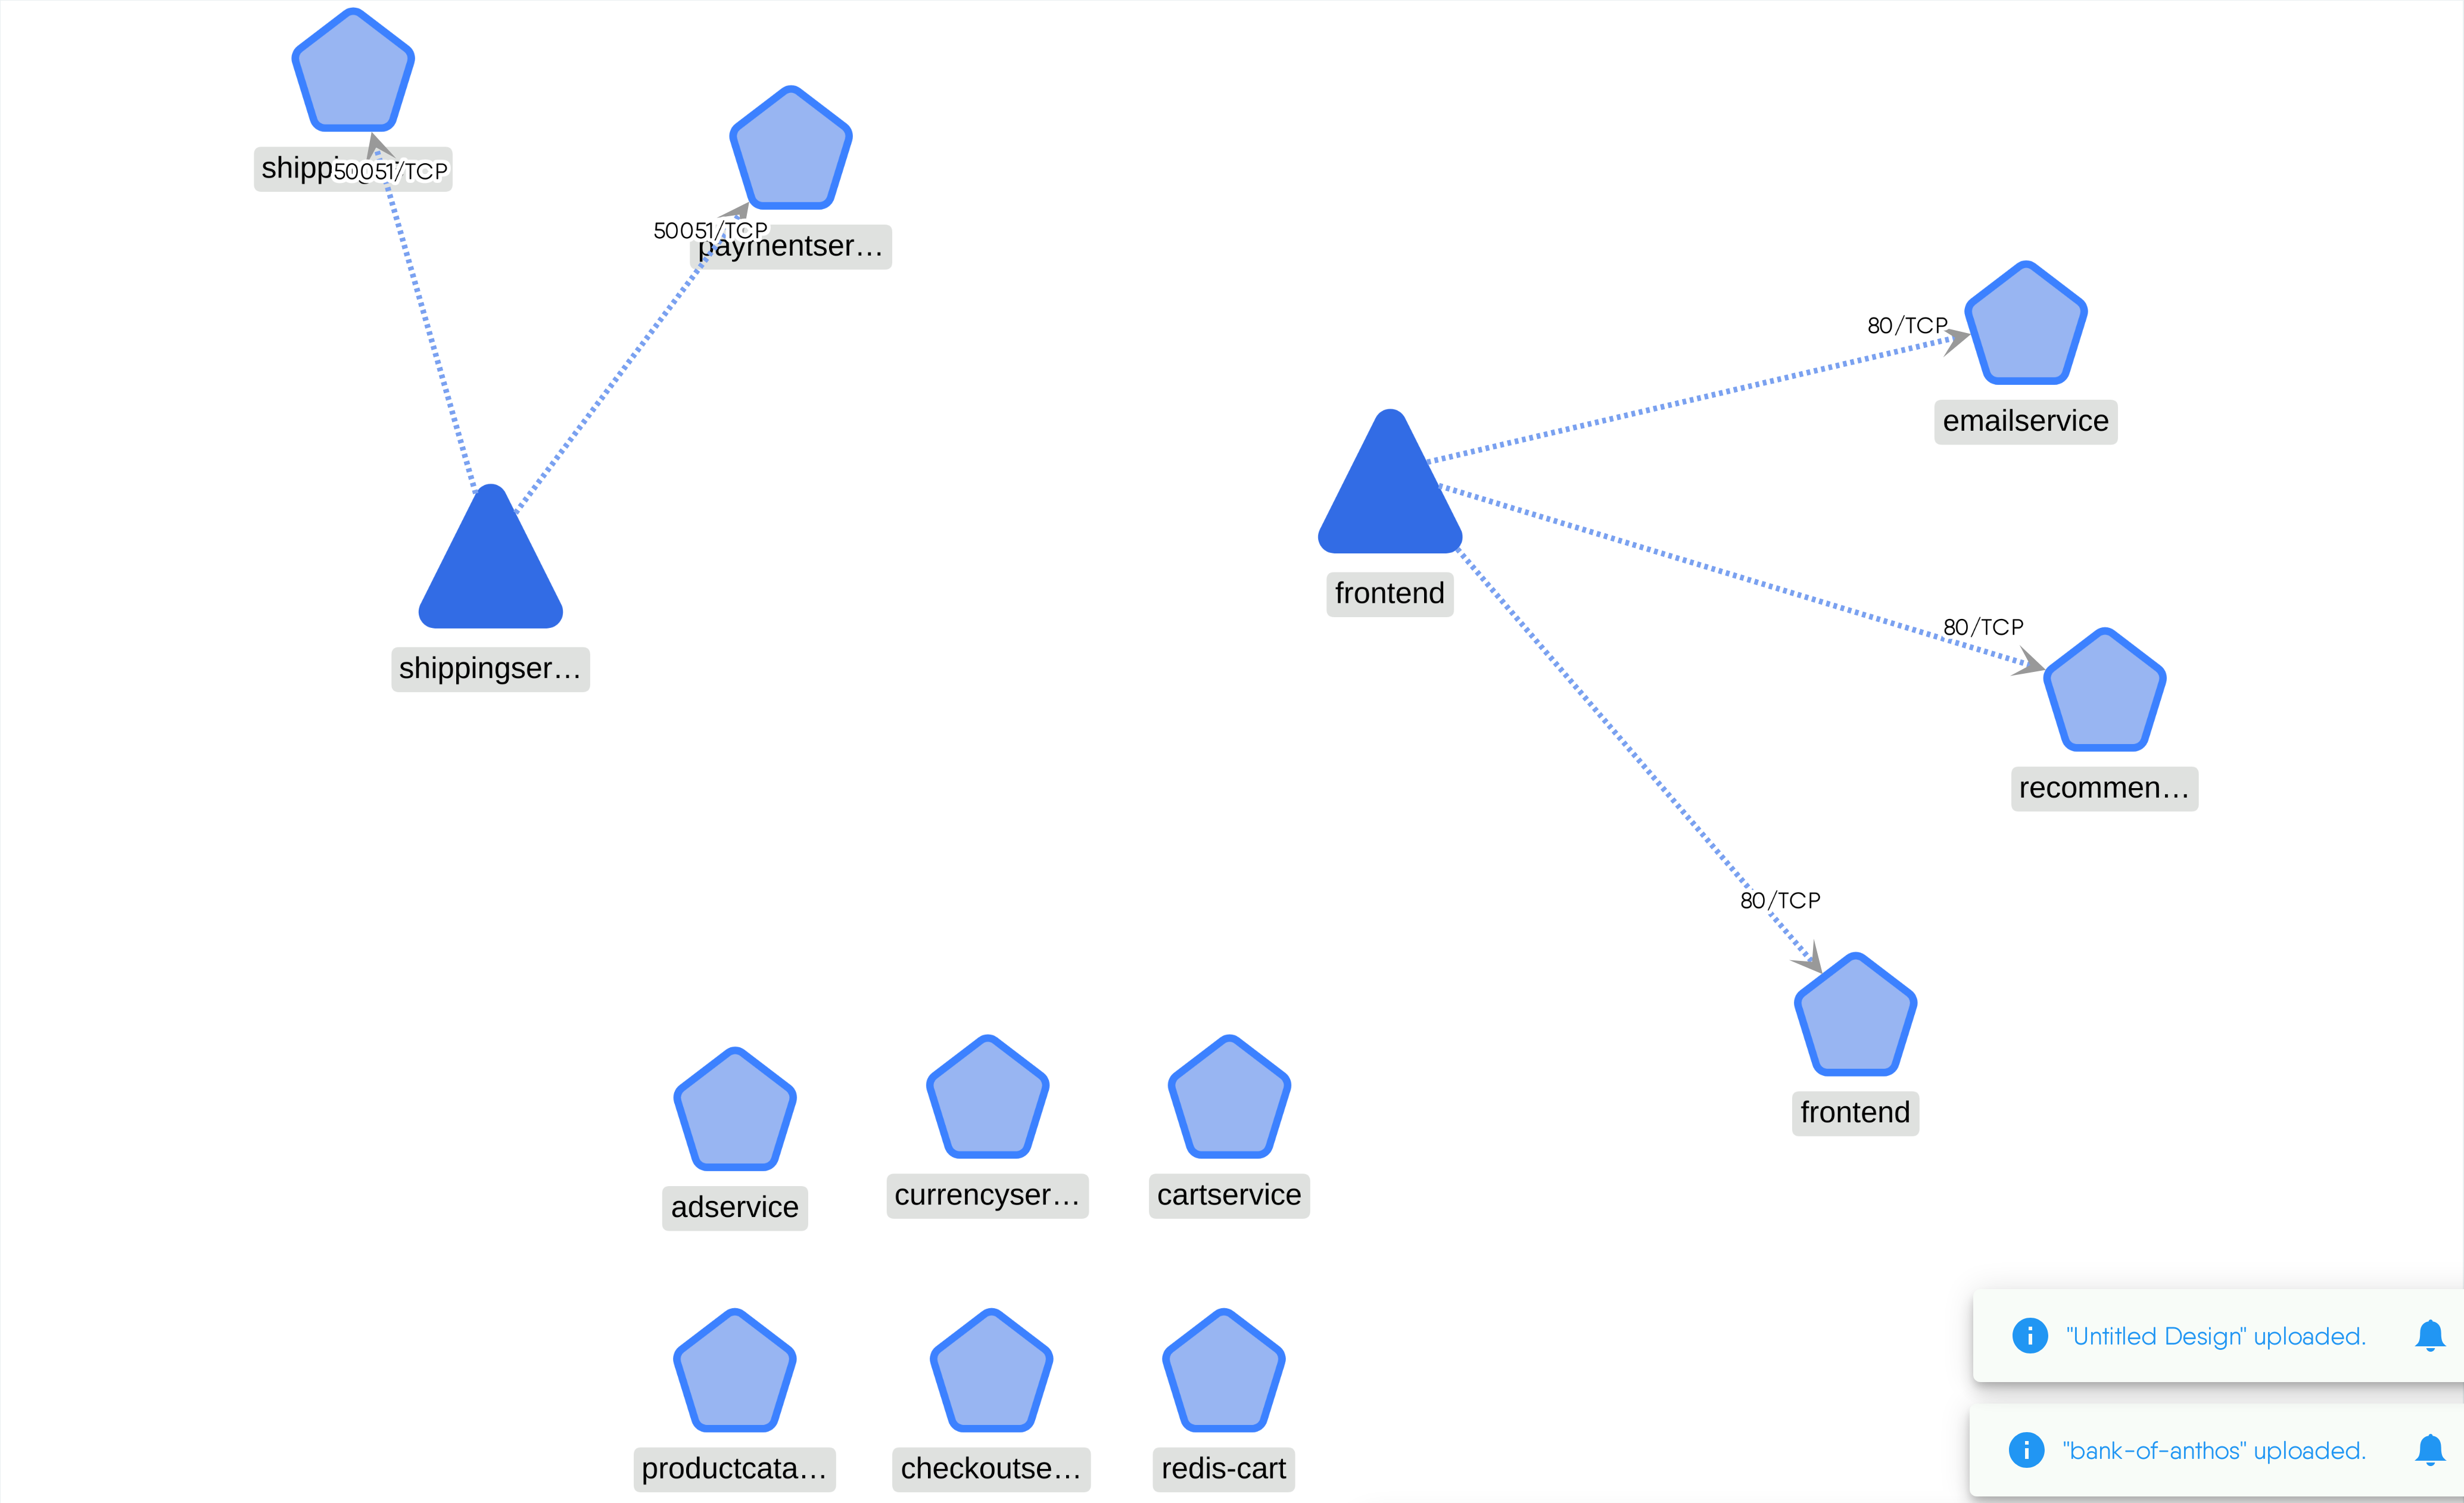 50051/TCP
50051/TCP
paymentser…
80/TCP
emailservice
frontend
80/TCP
shippingser…
recommen…
80/TCP
frontend
adservice
currencyser…
cartservice
productcata…
checkoutse…
redis-cart
"Untitled Design" uploaded.
"bank-of-anthos" uploaded.